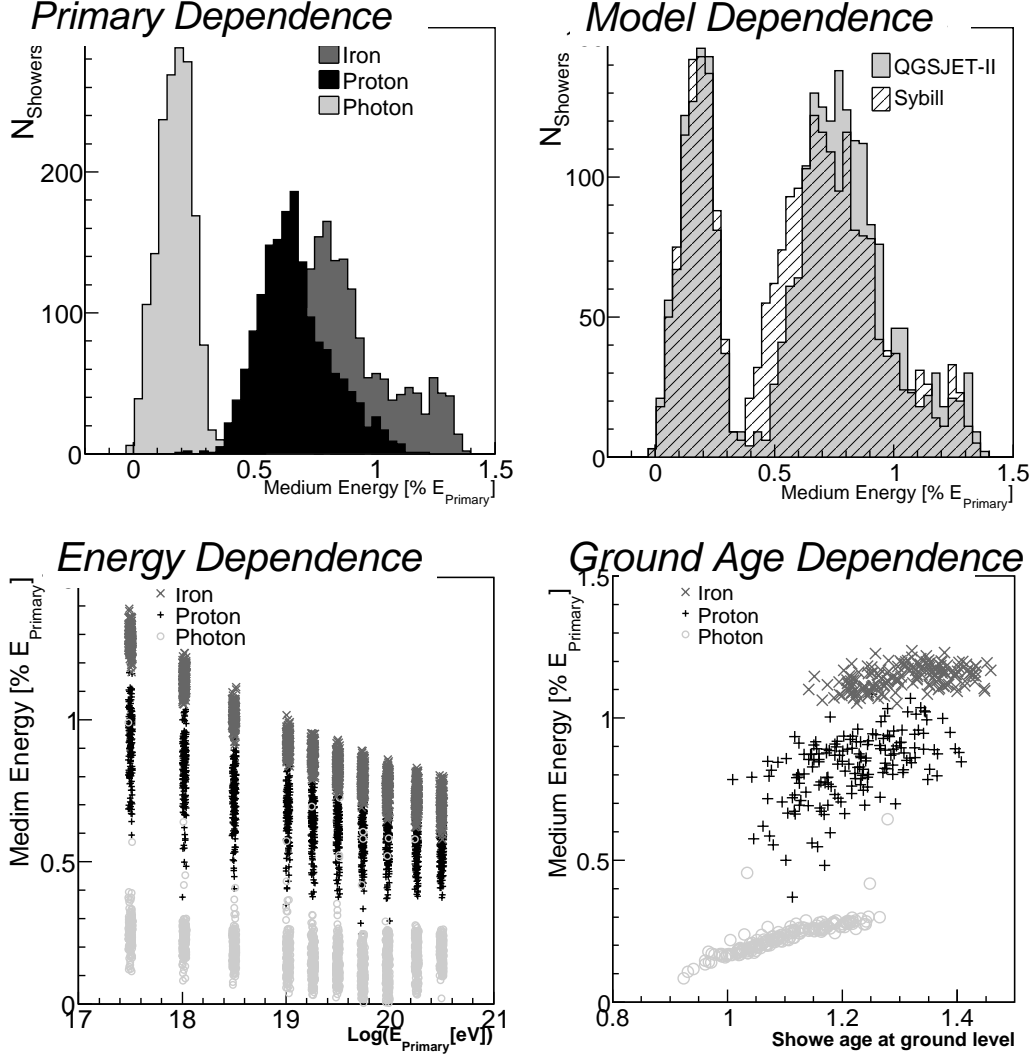 Primary Dependence
N_Showers
Iron
Proton
Photon
200
100
0
0 0.5 1 1.5
Medium Energy [% E_Primary]
Model Dependence
N_Showers
QGSJET-II
Sybill
100
50
0
0 0.5 1 1.5
Medium Energy [% E_Primary]
Energy Dependence
Medim Energy [% E_Primary]
Iron
Proton
Photon
1
0.5
0
17 18 19 20 21
Log(E_Primary[eV])
Ground Age Dependence
Medium Energy [% E_Primary]
1.5
Iron
Proton
Photon
1
0.5
0
0.8 1 1.2 1.4
Showe age at ground level